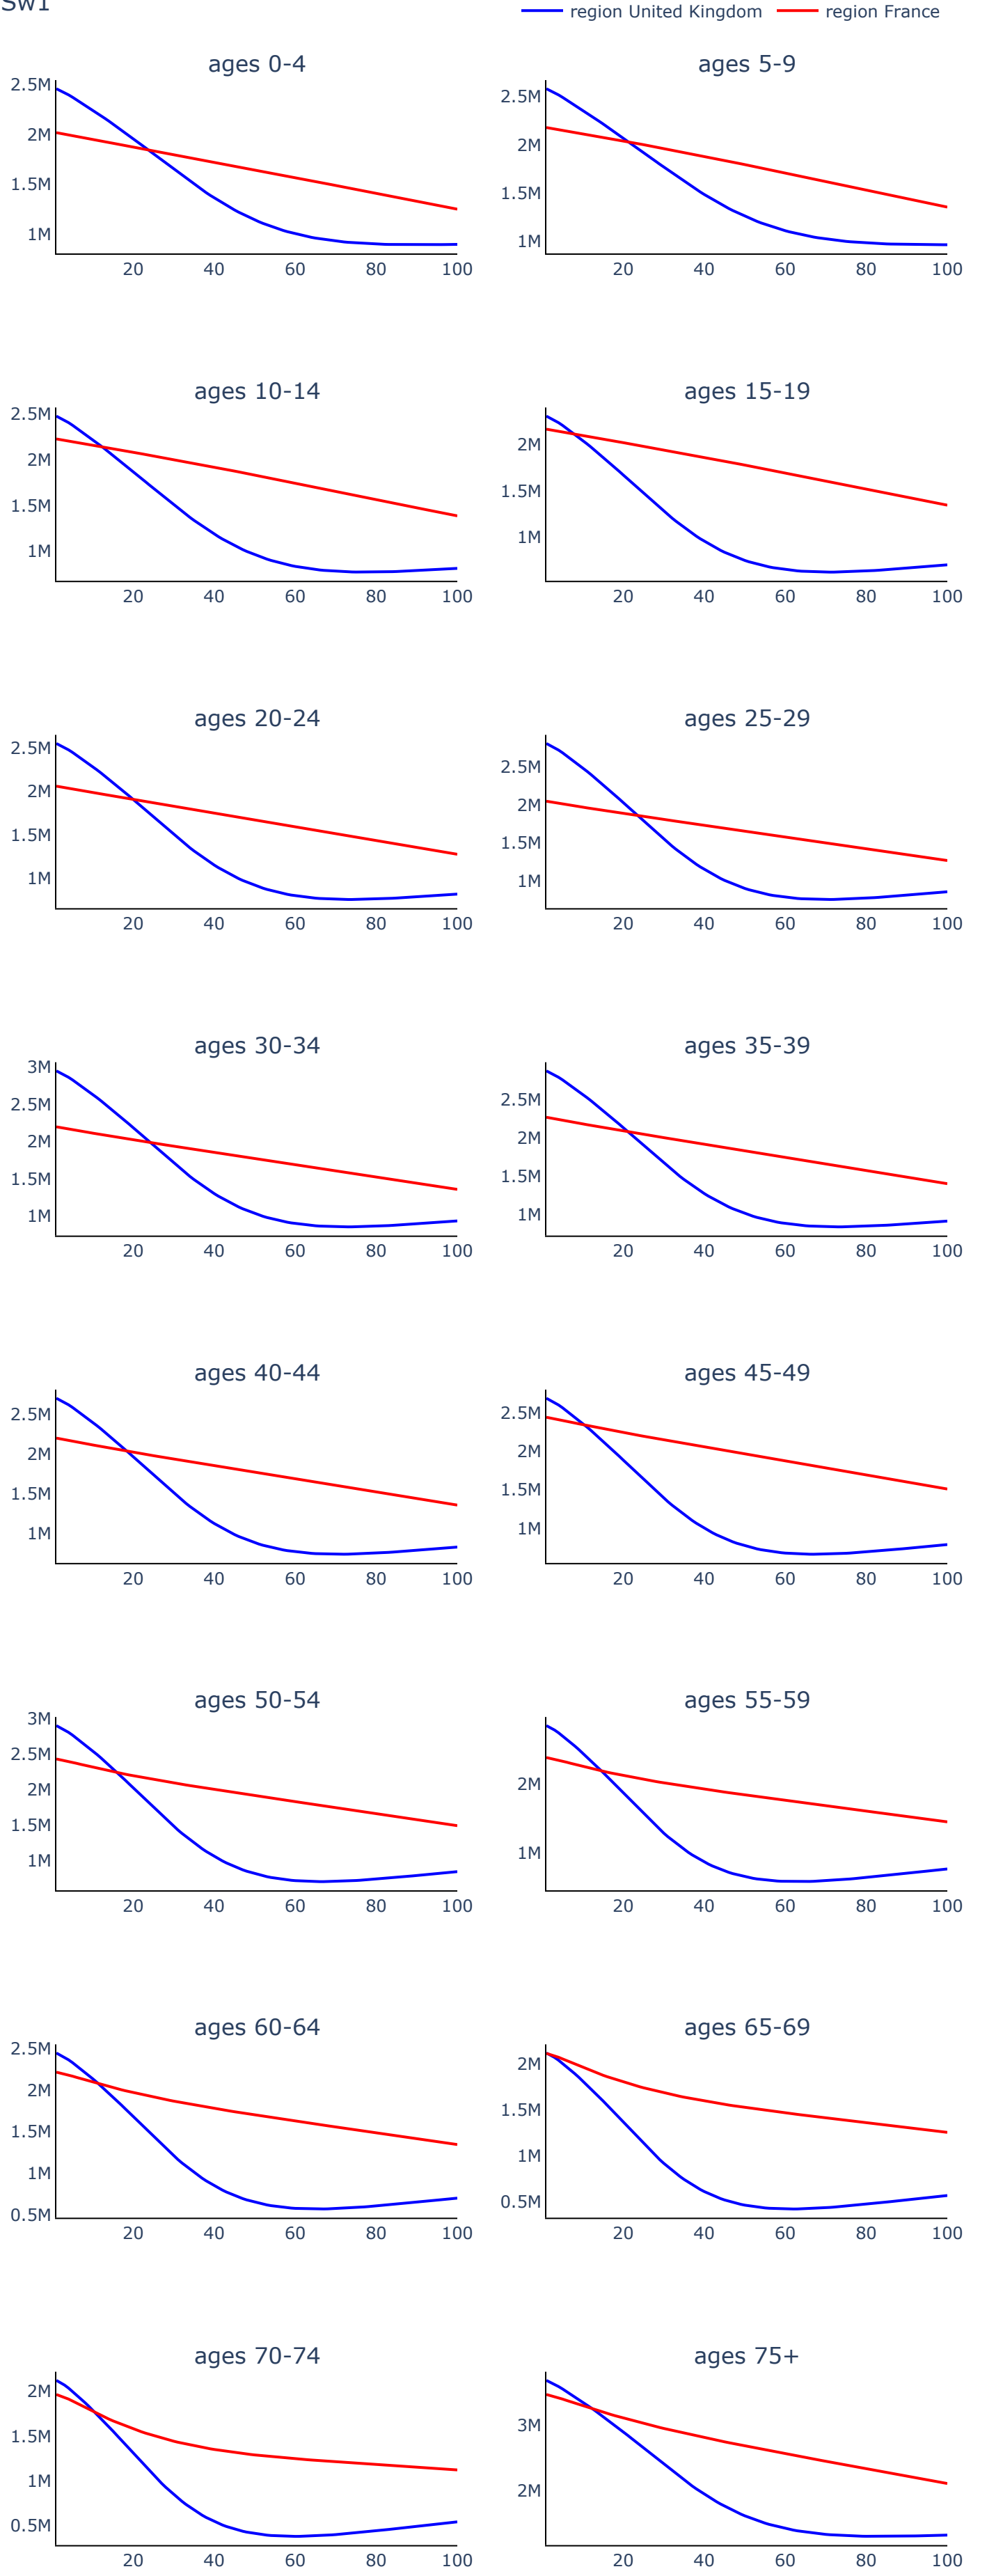 Sw1
region United Kingdom
region France
ages 0-4
2.5M
2M
1.5M
1M
20 40 60 80 100
ages 5-9
2.5M
2M
1.5M
1M
20 40 60 80 100
ages 10-14
2.5M
2M
1.5M
1M
20 40 60 80 100
ages 15-19
2M
1.5M
1M
20 40 60 80 100
ages 20-24
2.5M
2M
1.5M
1M
20 40 60 80 100
ages 25-29
2.5M
2M
1.5M
1M
20 40 60 80 100
ages 30-34
3M
2.5M
2M
1.5M
1M
20 40 60 80 100
ages 35-39
2.5M
2M
1.5M
1M
20 40 60 80 100
ages 40-44
2.5M
2M
1.5M
1M
20 40 60 80 100
ages 45-49
2.5M
2M
1.5M
1M
20 40 60 80 100
ages 50-54
3M
2.5M
2M
1.5M
1M
20 40 60 80 100
ages 55-59
2M
1M
20 40 60 80 100
ages 60-64
2.5M
2M
1.5M
1M
0.5M
20 40 60 80 100
ages 65-69
2M
1.5M
1M
0.5M
20 40 60 80 100
ages 70-74
2M
1.5M
1M
0.5M
20 40 60 80 100
ages 75+
3M
2M
20 40 60 80 100